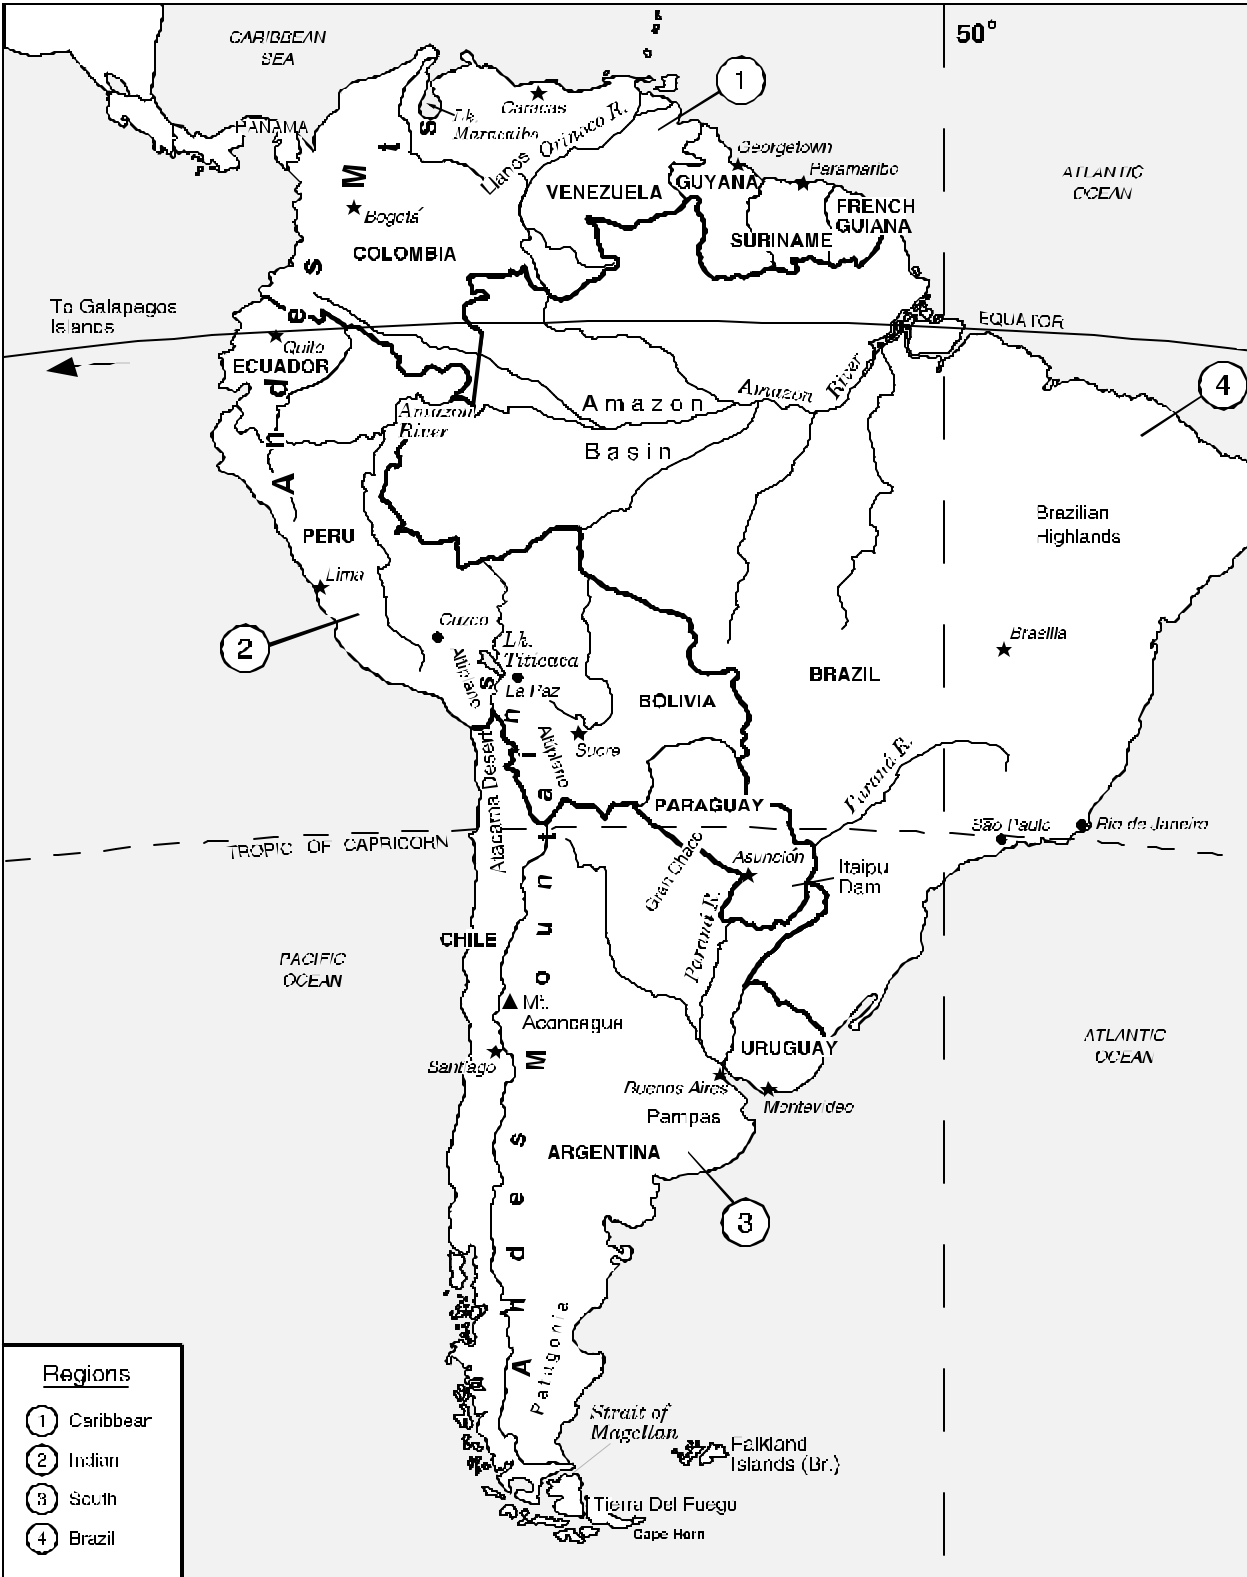 CARIBBEAN
SEA
50°
1
PANAMA
Caracas
Lk.
Maracaibo
Orinoco R.
Llanos
Georgetown
Paramaribo
ATLANTIC
OCEAN
VENEZUELA
GUYANA
FRENCH
GUIANA
SURINAME
Bogotá
COLOMBIA
To Galapagos
Islands
EQUATOR
Quito
ECUADOR
4
Amazon River
Amazon
Basin
Amazon
River
Andes Mts
PERU
Lima
Brazilian
Highlands
2
Cuzco
Altiplano
Lk.
Titicaca
La Paz
Brasilia
BRAZIL
BOLIVIA
Sucre
Altiplano
Atacama Desert
Paraná R.
PARAGUAY
São Paulo
Rio de Janeiro
TROPIC OF CAPRICORN
Gran Chaco
Asunción
Itaipu
Dam
Paraná R.
CHILE
PACIFIC
OCEAN
Mt.
Aconcagua
Andes Mountains
Santiago
URUGUAY
ATLANTIC
OCEAN
Buenos Aires
Montevideo
Pampas
ARGENTINA
3
Patagonia
Strait of
Magellan
Falkland
Islands (Br.)
Tierra Del Fuego
Cape Horn
Regions
1 Caribbean
2 Indian
3 South
4 Brazil